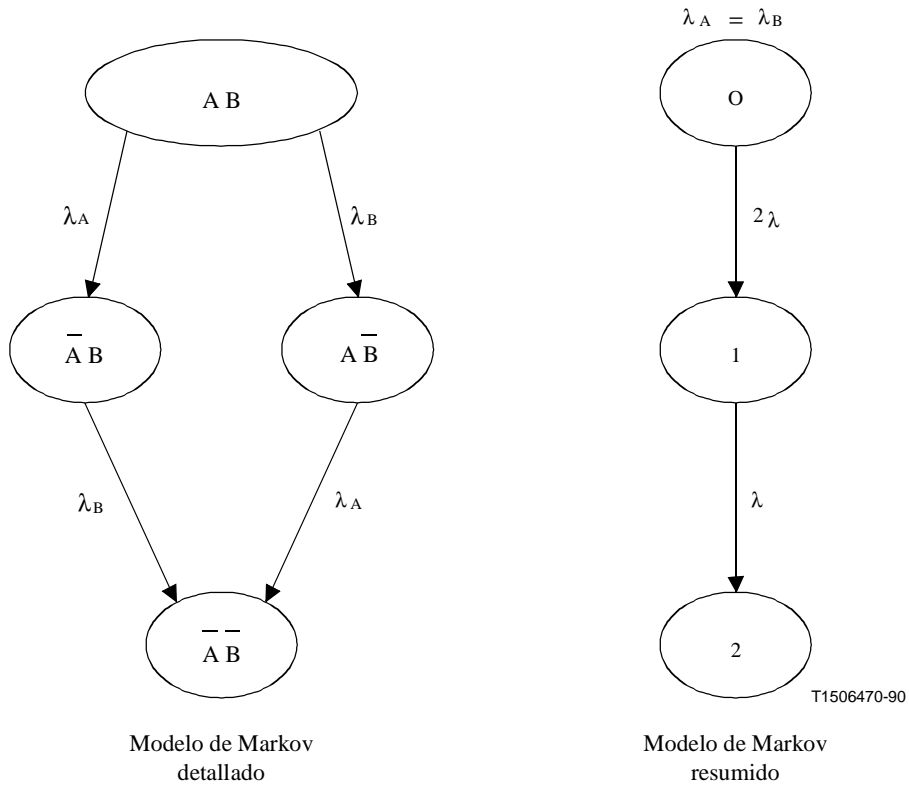 λA = λB
A B
O
λA
λB
2λ
A̅ B
A B̅
1
λB
λA
λ
A̅ B̅
2
T1506470-90
Modelo de Markov
detallado
Modelo de Markov
resumido